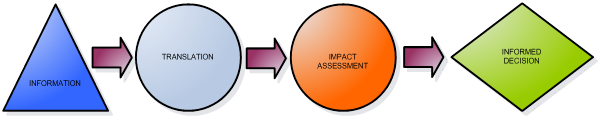 INFORMATION
TRANSLATION
IMPACT
ASSESSMENT
INFORMED
DECISION